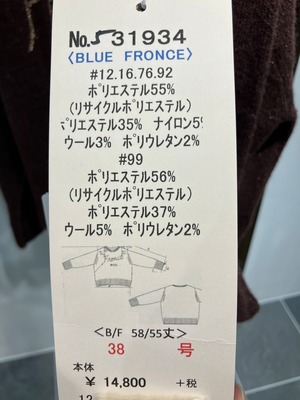 No.531934
〈BLUE FRONCE〉
#12.16.76.92
ポリエステル55%
(リサイクルポリエステル)
ポリエステル35% ナイロン5%
ウール3% ポリウレタン2%
#99
ポリエステル56%
(リサイクルポリエステル)
ポリエステル37%
ウール5% ポリウレタン2%
<B/F 58/55丈>
38 号
本体
¥ 14,800 +税
12